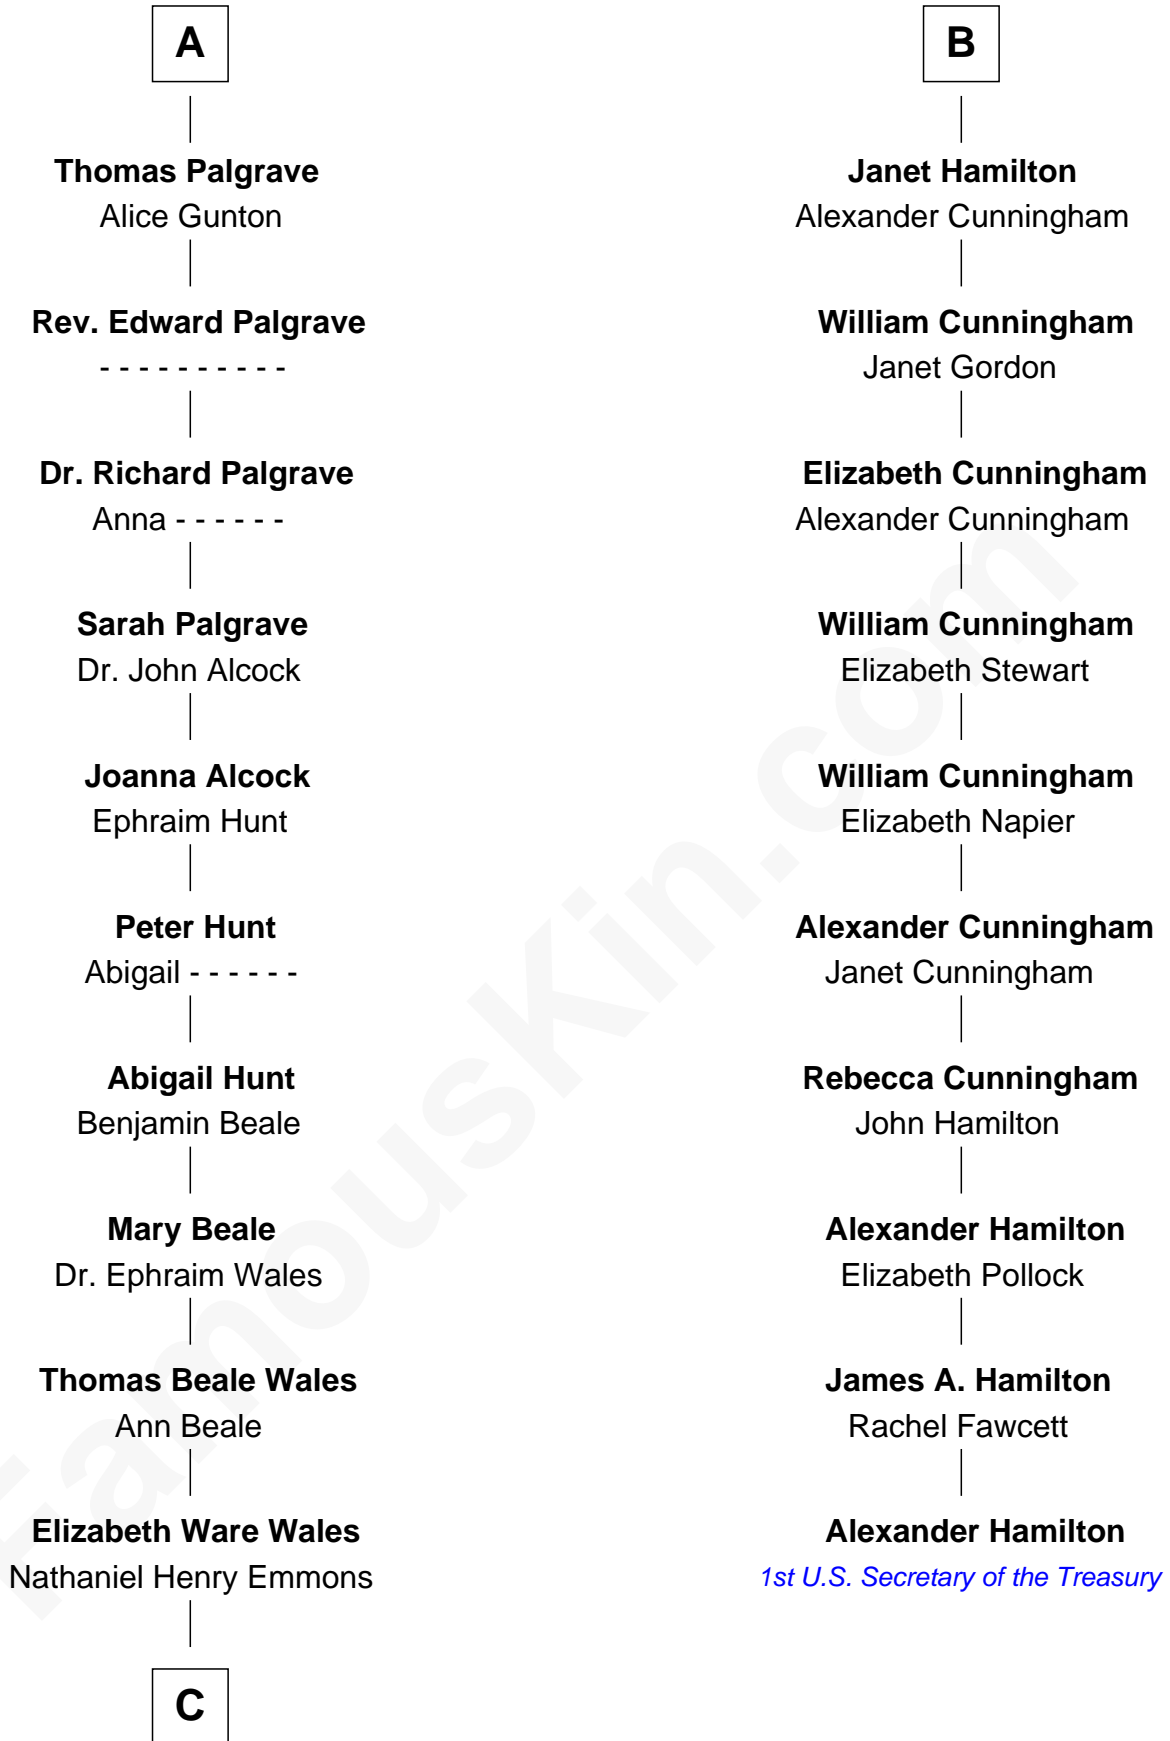 A
Thomas Palgrave
Alice Gunton
Rev. Edward Palgrave
- - - - - - - - - -
Dr. Richard Palgrave
Anna - - - - - -
Sarah Palgrave
Dr. John Alcock
Joanna Alcock
Ephraim Hunt
Peter Hunt
Abigail - - - - - -
Abigail Hunt
Benjamin Beale
Mary Beale
Dr. Ephraim Wales
Thomas Beale Wales
Ann Beale
Elizabeth Ware Wales
Nathaniel Henry Emmons
C
B
Janet Hamilton
Alexander Cunningham
William Cunningham
Janet Gordon
Elizabeth Cunningham
Alexander Cunningham
William Cunningham
Elizabeth Stewart
William Cunningham
Elizabeth Napier
Alexander Cunningham
Janet Cunningham
Rebecca Cunningham
John Hamilton
Alexander Hamilton
Elizabeth Pollock
James A. Hamilton
Rachel Fawcett
Alexander Hamilton
1st U.S. Secretary of the Treasury
FamousKin.com